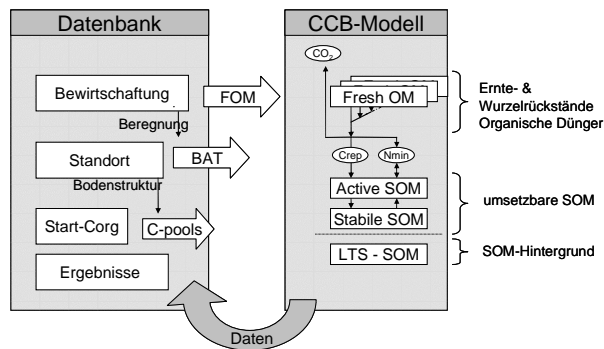 Datenbank
Bewirtschaftung
Beregnung
Standort
Bodenstruktur
Start-Corg
Ergebnisse
FOM
BAT
C-pools
Daten
CCB-Modell
CO2
Fresh OM
Crep
Nmin
Active SOM
Stabile SOM
LTS - SOM
Ernte- &
Wurzelrückstände
Organische Dünger
umsetzbare SOM
SOM-Hintergrund